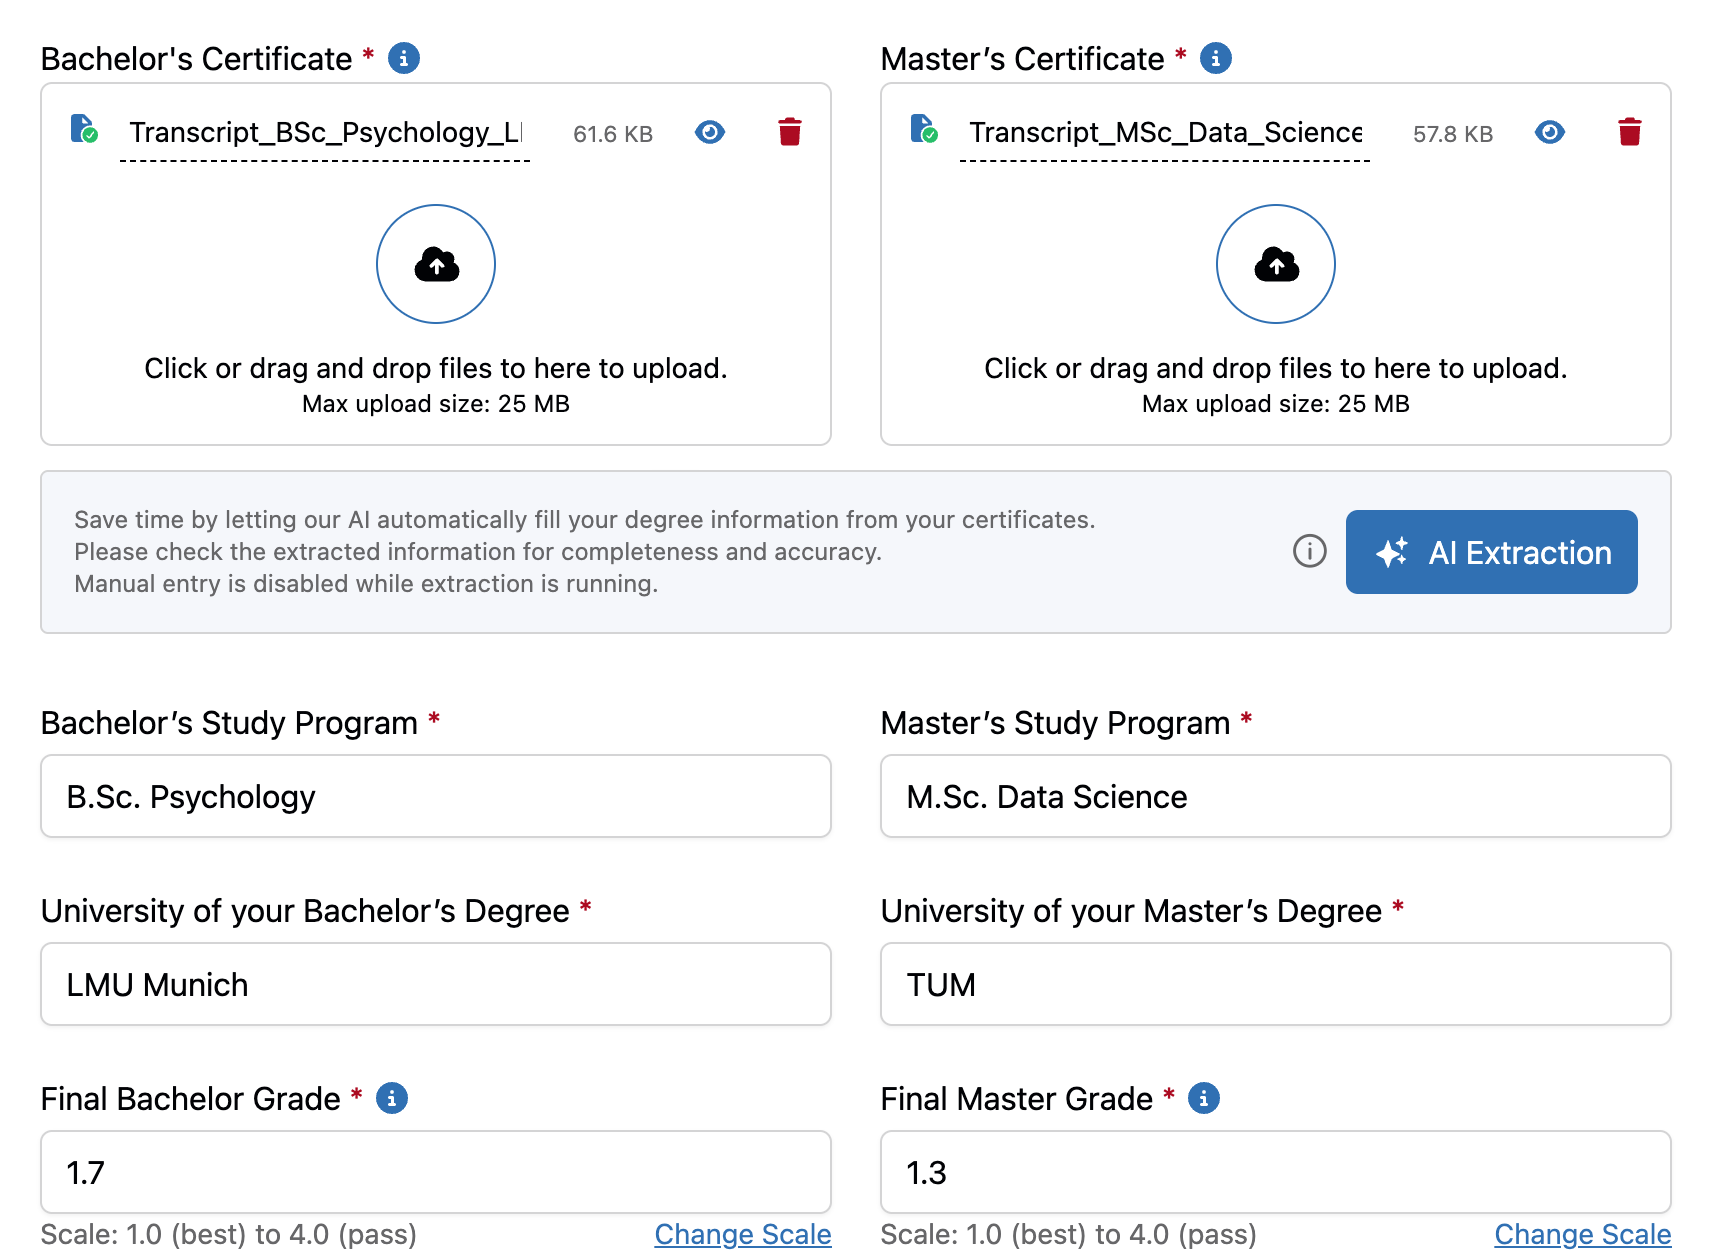 Bachelor's Certificate *
Transcript_BSc_Psychology_L
61.6 KB
Click or drag and drop files to here to upload.
Max upload size: 25 MB
Master’s Certificate *
Transcript_MSc_Data_Science
57.8 KB
Click or drag and drop files to here to upload.
Max upload size: 25 MB
Save time by letting our AI automatically fill your degree information from your certificates.
Please check the extracted information for completeness and accuracy.
Manual entry is disabled while extraction is running.
AI Extraction
Bachelor’s Study Program *
B.Sc. Psychology
Master’s Study Program *
M.Sc. Data Science
University of your Bachelor’s Degree *
LMU Munich
University of your Master’s Degree *
TUM
Final Bachelor Grade *
1.7
Scale: 1.0 (best) to 4.0 (pass)
Change Scale
Final Master Grade *
1.3
Scale: 1.0 (best) to 4.0 (pass)
Change Scale